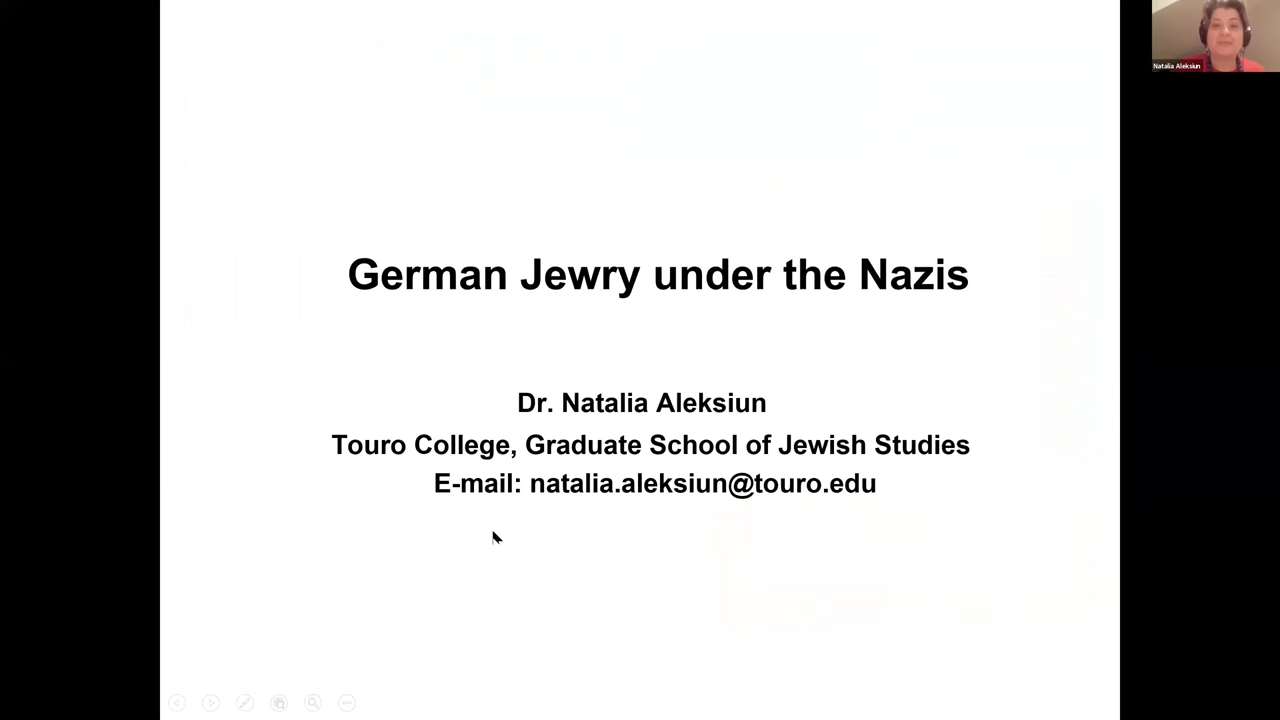 Natalia Aleksiun
German Jewry under the Nazis
Dr. Natalia Aleksiun
Touro College, Graduate School of Jewish Studies
E-mail: natalia.aleksiun@touro.edu